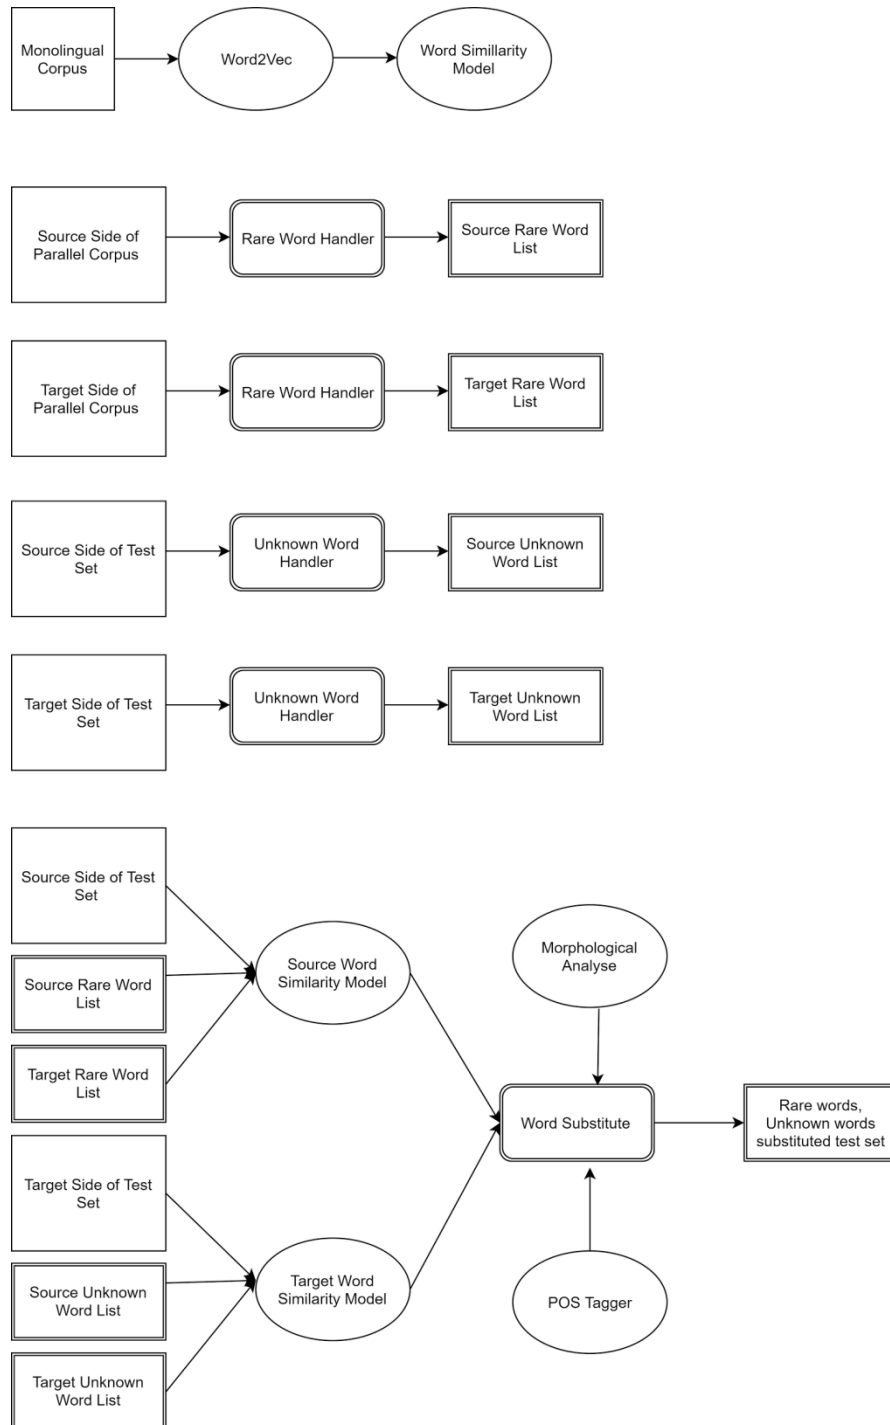 Monolingual
Corpus
Word2Vec
Word Simillarity
Model
Source Side of
Parallel Corpus
Rare Word Handler
Source Rare Word
List
Target Side of
Parallel Corpus
Rare Word Handler
Target Rare Word
List
Source Side of Test
Set
Unknown Word
Handler
Source Unknown
Word List
Target Side of Test
Set
Unknown Word
Handler
Target Unknown
Word List
Source Side of Test
Set
Source Rare Word
List
Target Rare Word
List
Source Word
Similarity Model
Morphological
Analyse
Word Substitute
Rare words,
Unknown words
substituted test set
Target Side of Test
Set
Source Unknown
Word List
Target Unknown
Word List
Target Word
Similarity Model
POS Tagger